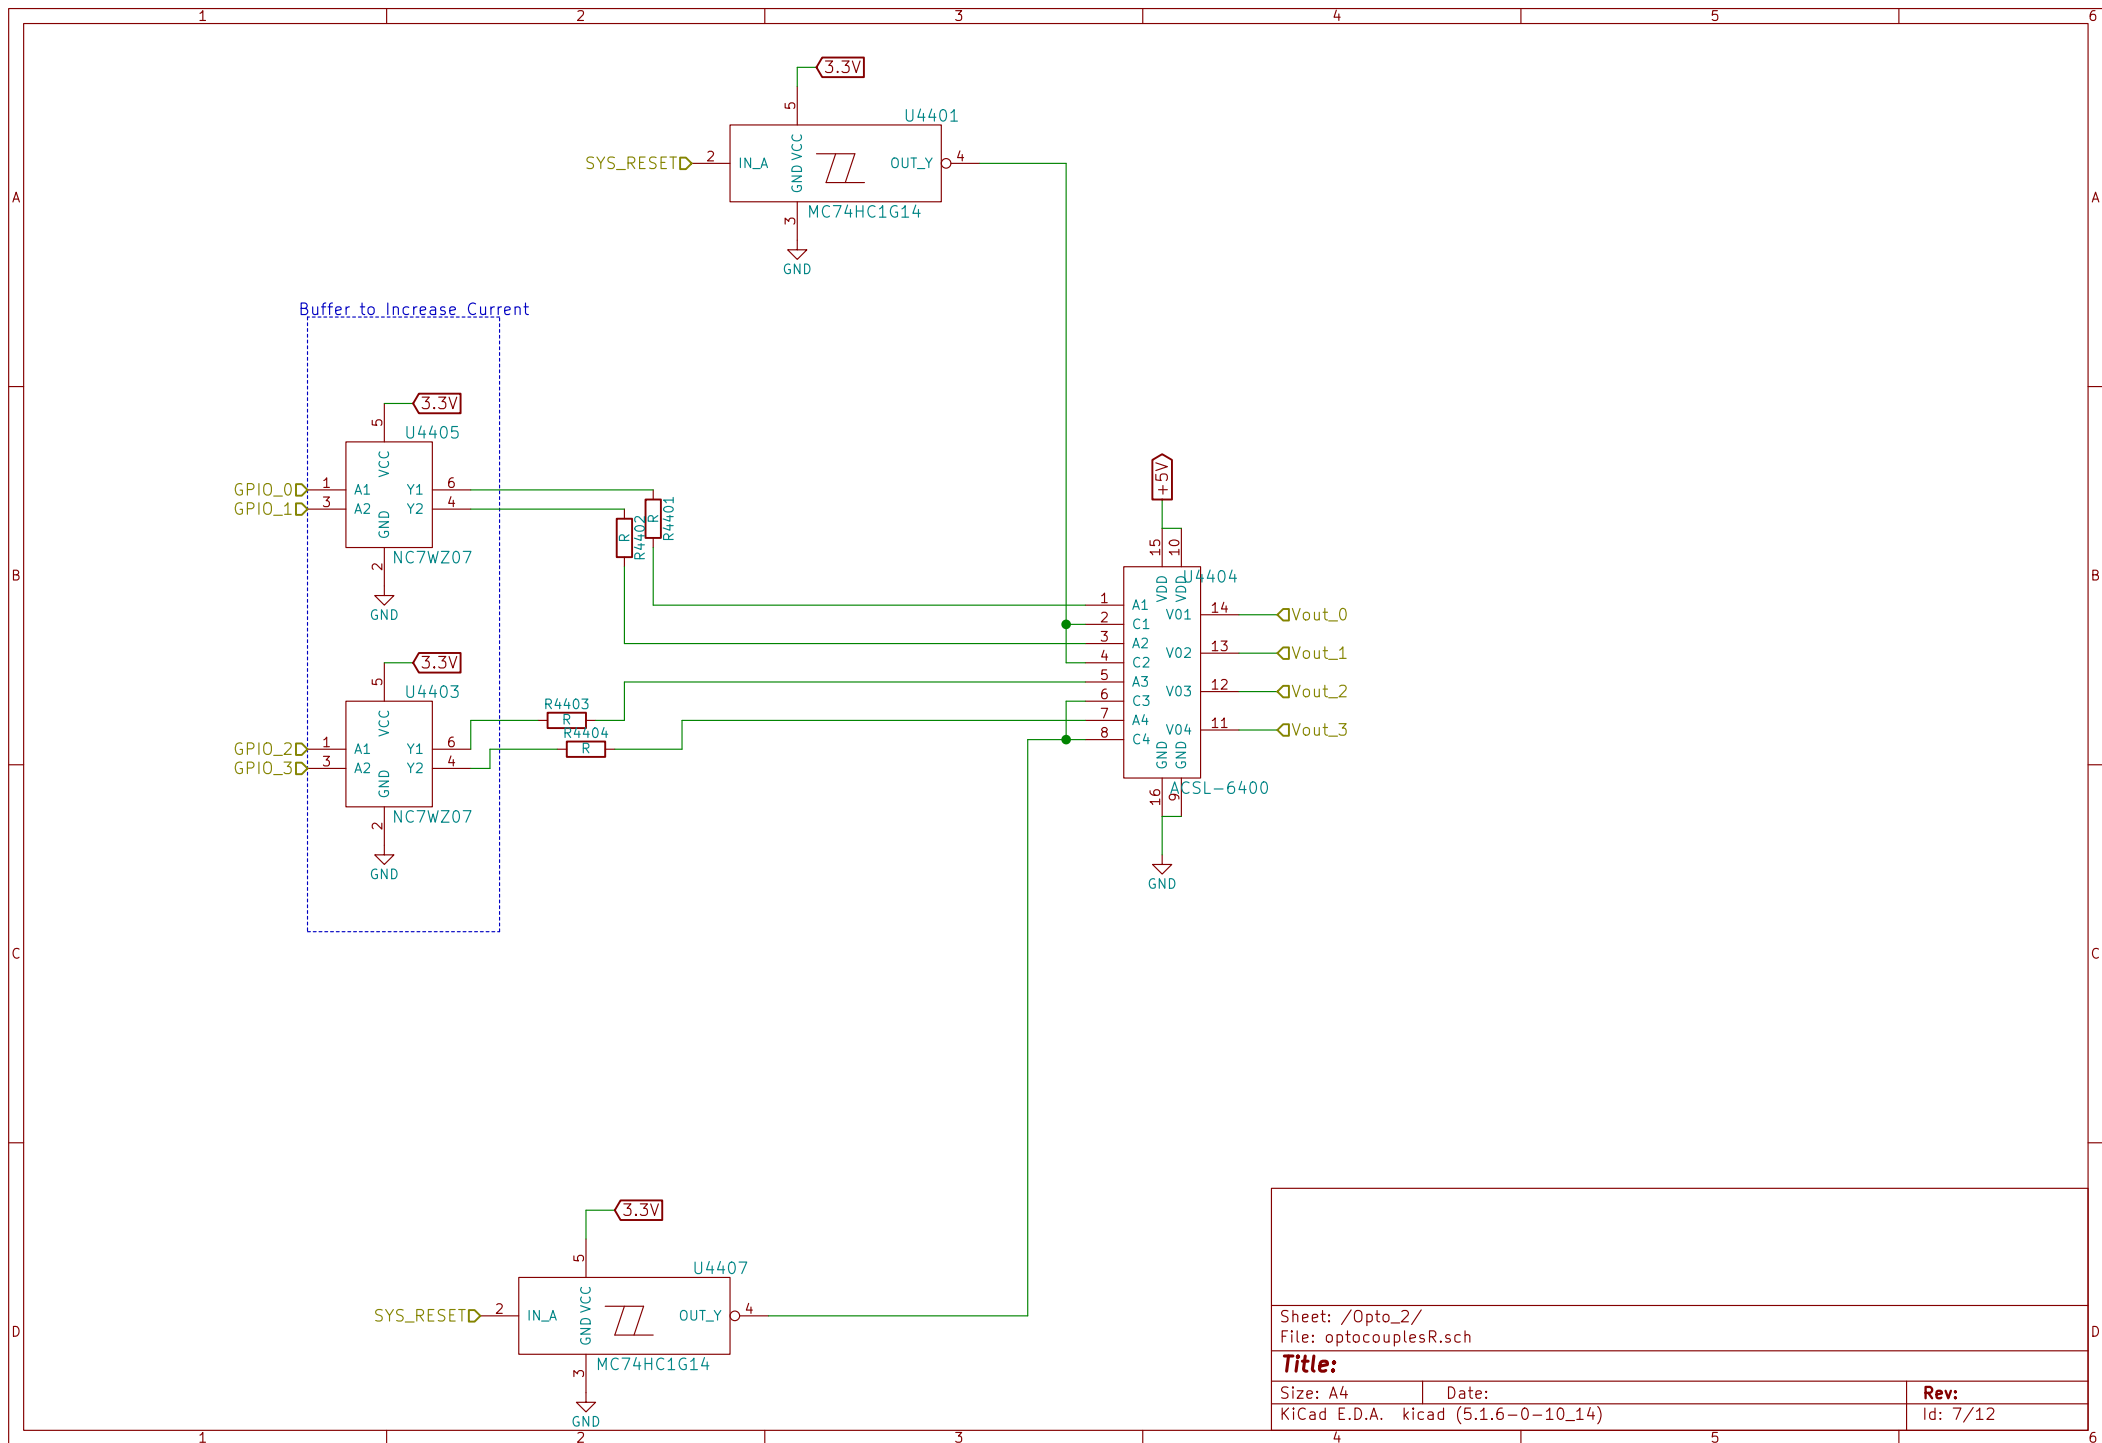 1 2 3 4 5 6
A
B
C
D
A
B
C
D
3.3V
5
U4401
SYS_RESET
2
IN_A
GND VCC
OUT_Y
4
3
MC74HC1G14
GND
Buffer to Increase Current
3.3V
5
U4405
VCC
GPIO_0
1
A1
Y1
6
GPIO_1
3
A2
Y2
4
GND
2
NC7WZ07
GND
R
R4401
R
R4402
3.3V
5
U4403
VCC
GPIO_2
1
A1
Y1
6
GPIO_3
3
A2
Y2
4
GND
2
NC7WZ07
GND
R4403
R
R4404
R
+5V
15
10
U4404
VDD
VDD
1
A1
2
C1
3
A2
4
C2
5
A3
6
C3
7
A4
8
C4
V01
14
Vout_0
V02
13
Vout_1
V03
12
Vout_2
V04
11
Vout_3
GND
GND
16
9
ACSL-6400
GND
3.3V
5
U4407
SYS_RESET
2
IN_A
GND VCC
OUT_Y
4
3
MC74HC1G14
GND
Sheet: /Opto_2/
File: optocouplesR.sch
Title:
Size: A4
Date:
Rev:
KiCad E.D.A. kicad (5.1.6-0-10_14)
Id: 7/12
1 2 3 4 5 6